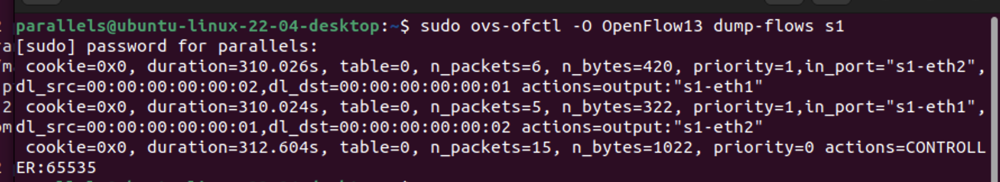 parallels@ubuntu-linux-22-04-desktop:~$ sudo ovs-ofctl -O OpenFlow13 dump-flows s1
[sudo] password for parallels:
 cookie=0x0, duration=310.026s, table=0, n_packets=6, n_bytes=420, priority=1,in_port="s1-eth2",
dl_src=00:00:00:00:00:02,dl_dst=00:00:00:00:00:01 actions=output:"s1-eth1"
 cookie=0x0, duration=310.024s, table=0, n_packets=5, n_bytes=322, priority=1,in_port="s1-eth1",
dl_src=00:00:00:00:00:01,dl_dst=00:00:00:00:00:02 actions=output:"s1-eth2"
 cookie=0x0, duration=312.604s, table=0, n_packets=15, n_bytes=1022, priority=0 actions=CONTROLL
ER:65535